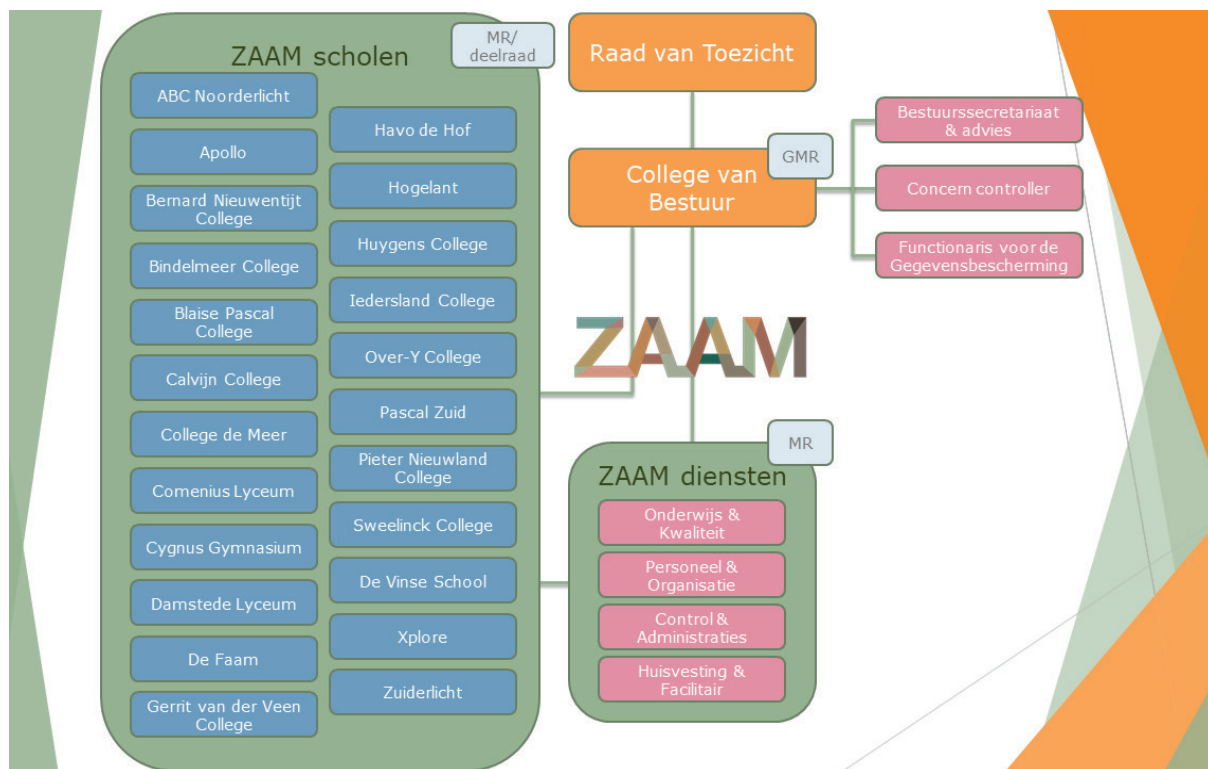 ZAAM scholen
MR/
deelraad
ABC Noorderlicht
Apollo
Bernard Nieuwentijt
College
Bindelmeer College
Blaise Pascal
College
Calvijn College
College de Meer
Comenius Lyceum
Cygnus Gymnasium
Damstede Lyceum
De Faam
Gerrit van der Veen
College
Havo de Hof
Hogelant
Huygens College
Iedersland College
Over-Y College
Pascal Zuid
Pieter Nieuwland
College
Sweelinck College
De Vinse School
Xplore
Zuiderlicht
Raad van Toezicht
College van
Bestuur
GMR
Bestuurssecretariaat
& advies
Concern controller
Functionaris voor de
Gegevensbescherming
ZAAM
MR
ZAAM diensten
Onderwijs &
Kwaliteit
Personeel &
Organisatie
Control &
Administraties
Huisvesting &
Facilitair